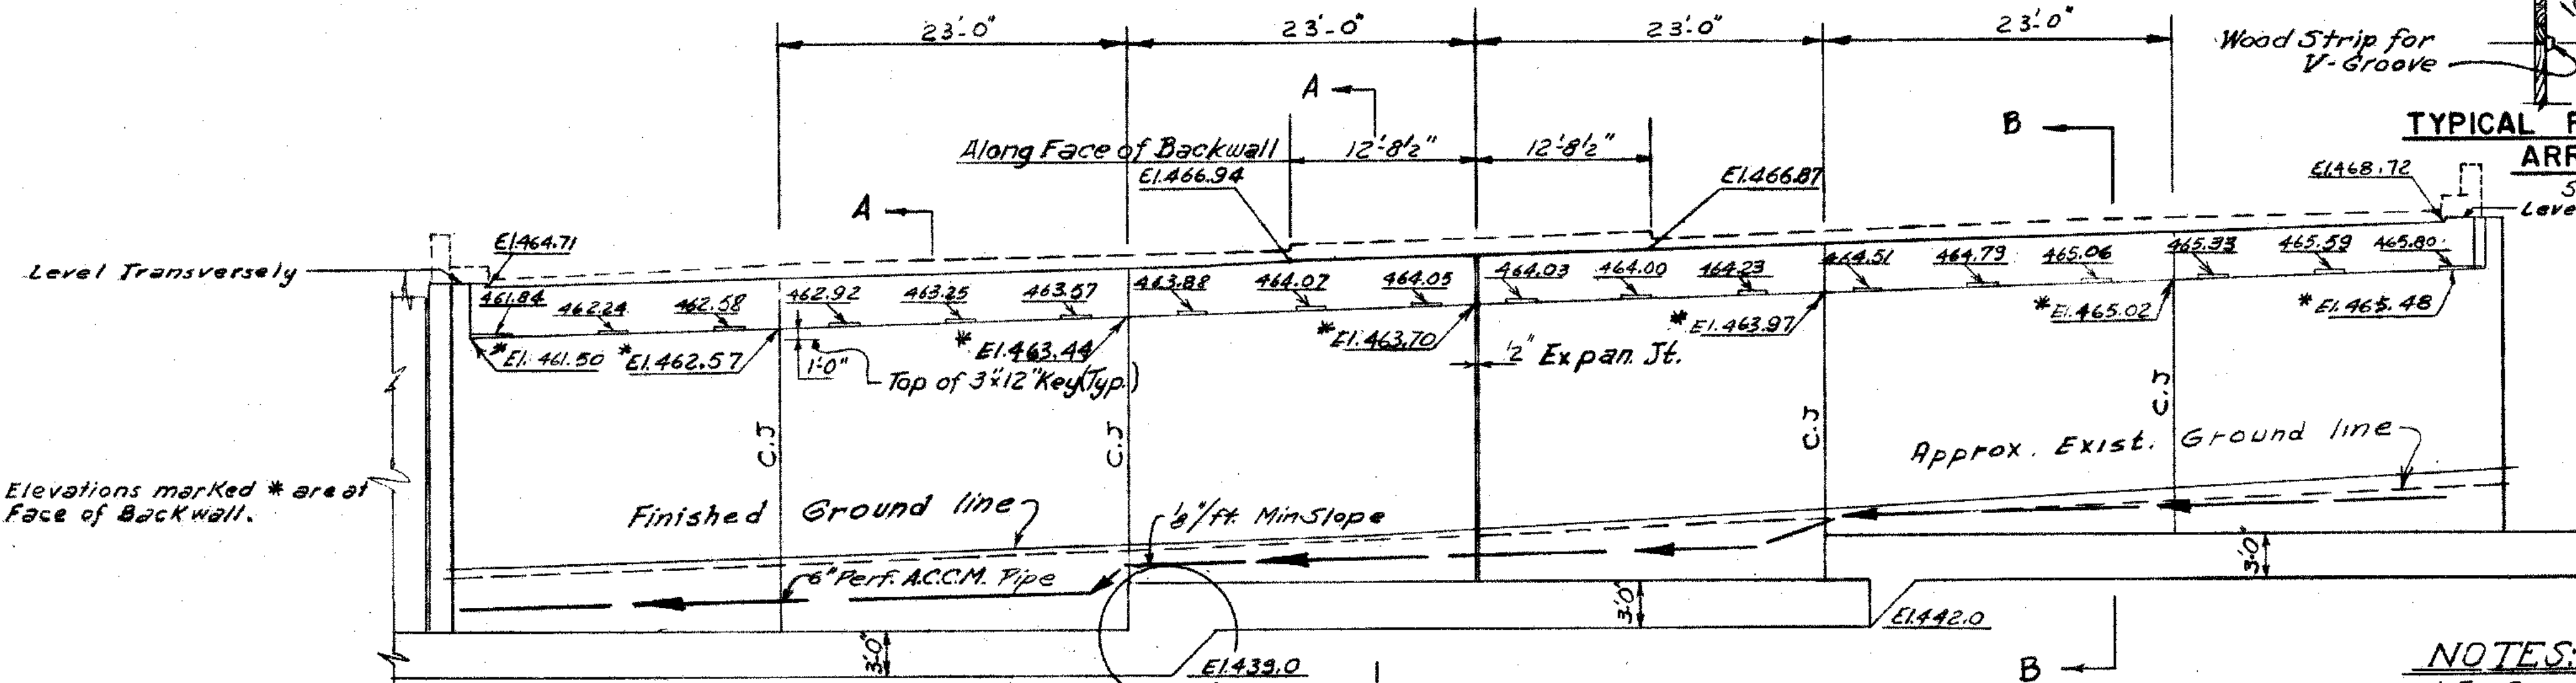 23'-0" 23'-0" 23'-0" 23'-0"
Wood Strip for
V-Groove
A
B
TYPICAL
ARR
Along Face of Backwall
12'-8½" 12'-8½"
El.466.94
El.466.87
El.468.72
A
El.464.71
Level Transversely
461.84 462.24 462.58 462.92 463.25 463.57 463.88 464.07 464.05 464.03 464.00 464.23 464.51 464.79 465.06 465.33 465.59 465.80
*El.461.50 *El.462.57 *El.463.44 *El.463.70 *El.463.97 *El.465.02 *El.465.48
1'-0"
Top of 3"x12" Key (Typ.)
½" Expan. Jt.
C.J
C.J
C.J
C.J
Approx. Exist. Ground line
Elevations marked * are at
Face of Backwall.
Finished Ground line
⅛"/ft. Min Slope
6" Perf. A.C.C.M. Pipe
3'-0"
3'-0"
3'-0"
El.442.0
El.439.0
B
NOTES: